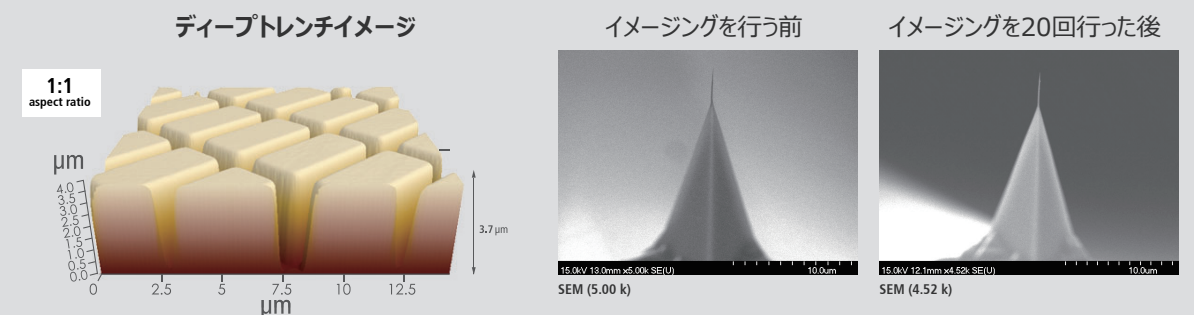 ディープトレンチイメージ
1:1
aspect ratio
μm
4.0
3.5
3.0
2.5
2.0
1.5
1.0
0.5
0.0
0 2.5 5 7.5 10 12.5
μm
3.7 μm
イメージングを行う前
15.0kV 13.0mm x5.00k SE(U) 10.0um
SEM (5.00 k)
イメージングを20回行った後
15.0kV 12.1mm x4.52k SE(U) 10.0um
SEM (4.52 k)